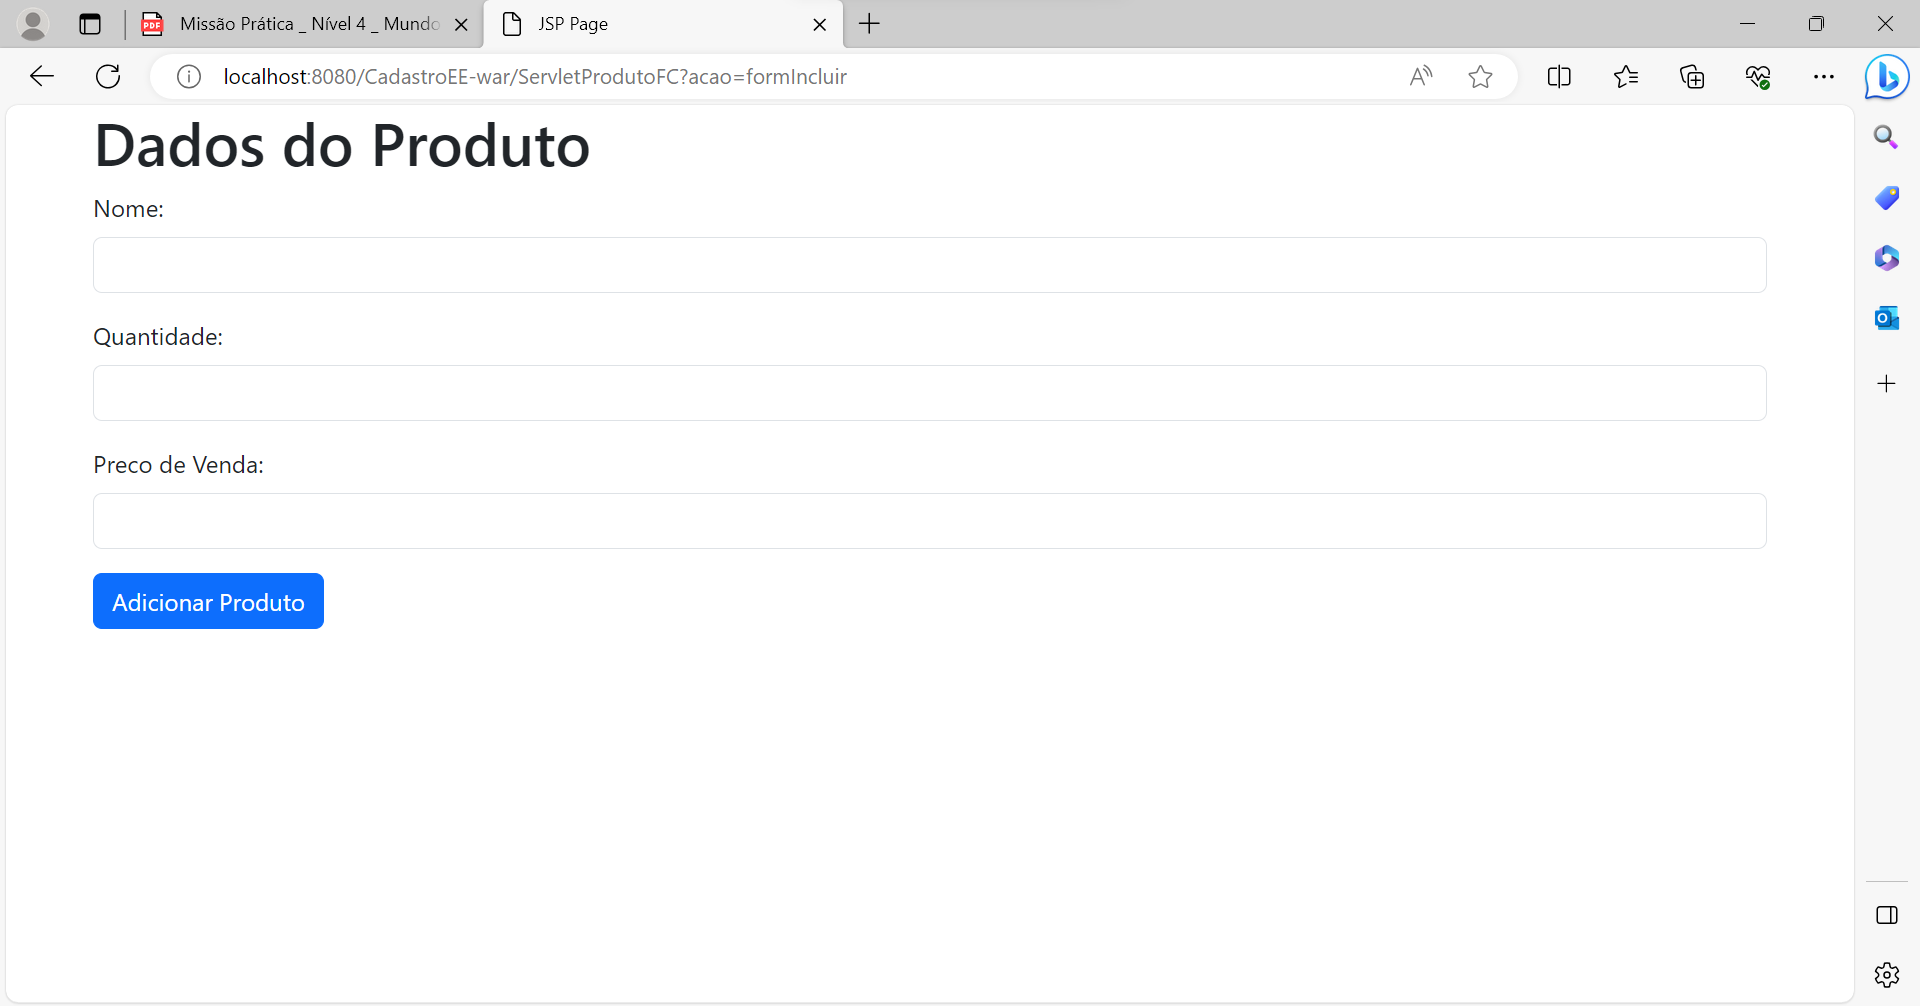 Missão Prática _ Nível 4 _ Mundo
JSP Page
localhost:8080/CadastroEE-war/ServletProdutoFC?acao=formIncluir
Dados do Produto
Nome:
Quantidade:
Preco de Venda:
Adicionar Produto